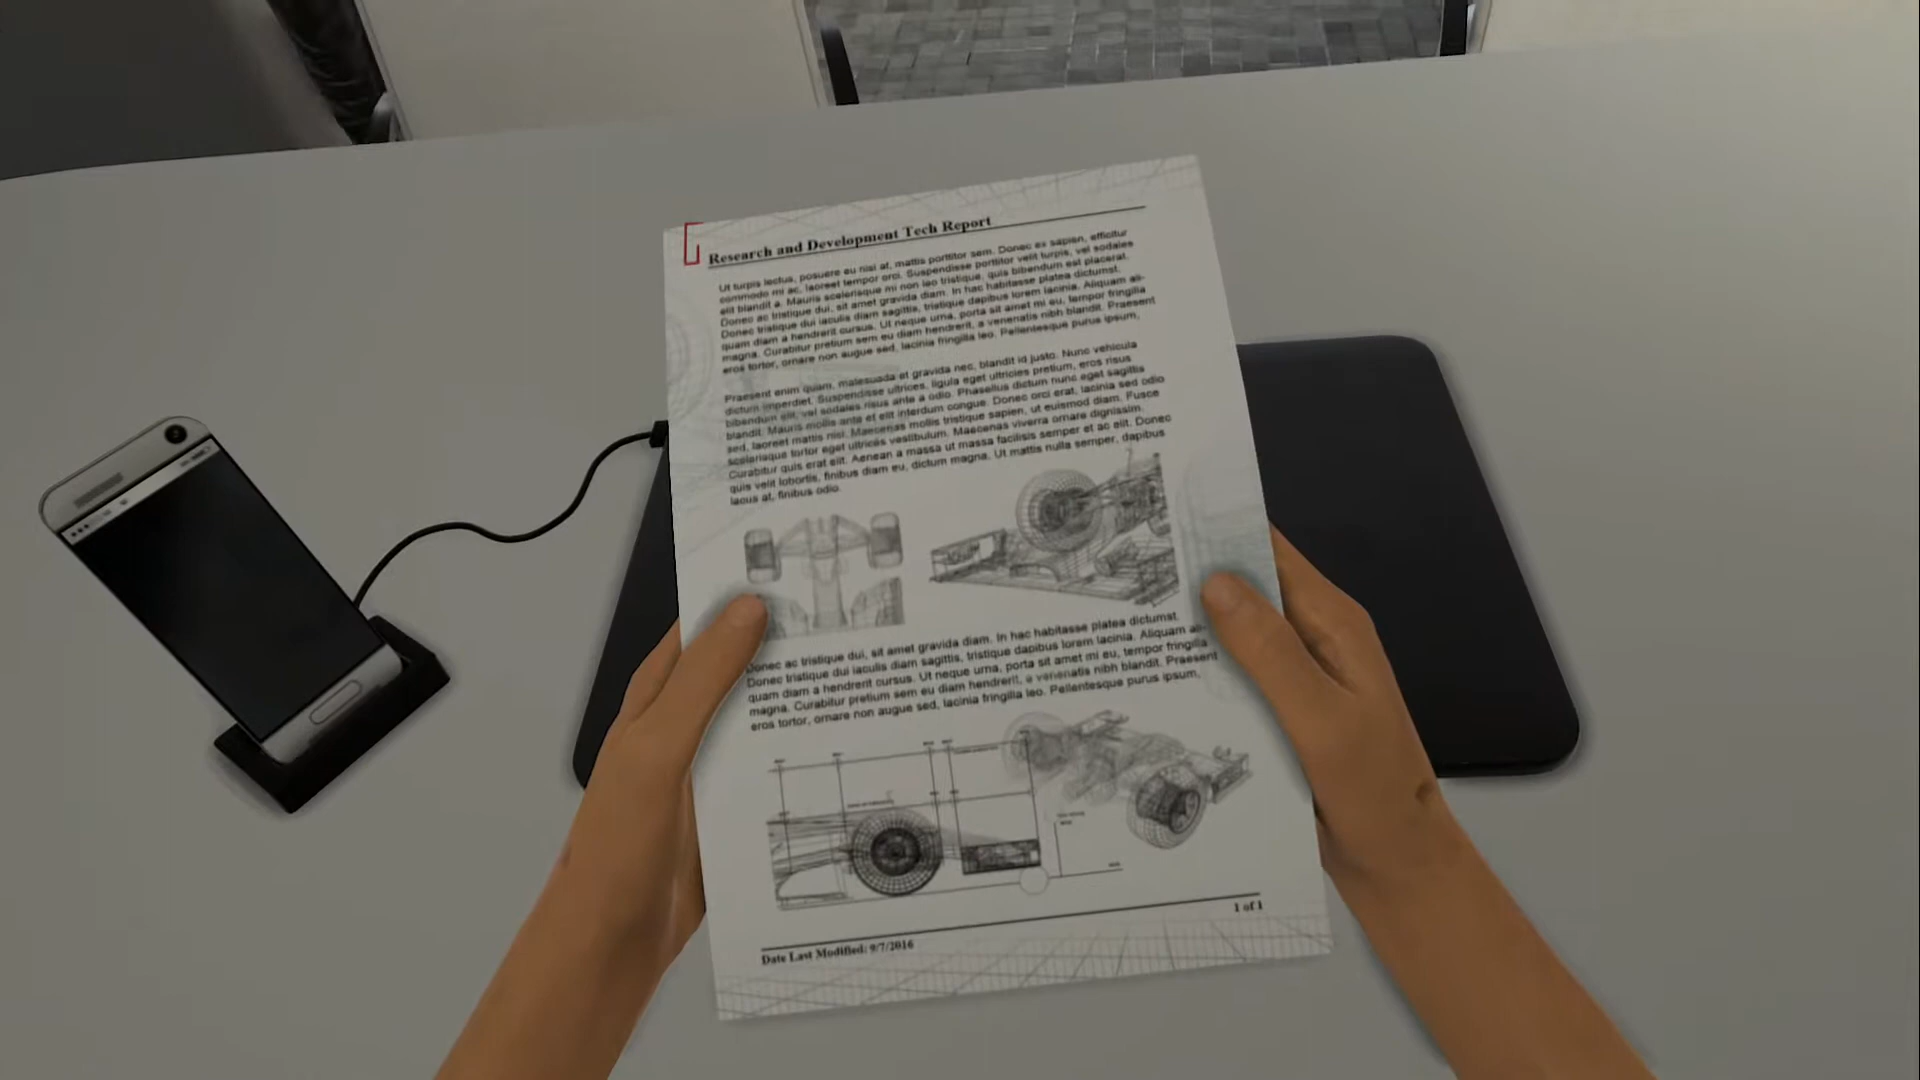 Research and Development Tech Report
Ut turpis lectus, posuere eu nisl at, mattis porttitor sem. Donec ex sapien, efficitur
commodo mi ac, laoreet tempor orci. Suspendisse porttitor velit turpis, vel sodales
elit blandit a. Mauris scelerisque mi non leo tristique, quis bibendum est placerat.
Donec ac tristique dui, sit amet gravida diam. In hac habitasse platea dictumst.
Donec tristique dui iaculis diam sagittis, tristique dapibus lorem lacinia. Aliquam ali-
quam diam a hendrerit cursus. Ut neque urna, porta sit amet mi eu, tempor fringilla
magna. Curabitur pretium sem eu diam hendrerit, a venenatis nibh blandit. Praesent
eros tortor, ornare non augue sed, lacinia fringilla leo. Pellentesque purus ipsum,
Praesent enim quam, malesuada et gravida nec, blandit id justo. Nunc vehicula
dictum imperdiet. Suspendisse ultrices, ligula eget ultricies pretium, eros risus
bibendum elit, vel sodales risus ante a odio. Phasellus dictum nunc eget sagittis
blandit. Mauris mollis ante et elit interdum congue. Donec orci erat, lacinia sed odio
sed, laoreet mattis nisl. Maecenas mollis tristique sapien, ut euismod diam. Fusce
scelerisque tortor eget ultrices vestibulum. Maecenas viverra ornare dignissim.
Curabitur quis erat elit. Aenean a massa ut massa facilisis semper et ac elit. Donec
quis velit lobortis, finibus diam eu, dictum magna. Ut mattis nulla semper, dapibus
lacus at, finibus odio.
Donec ac tristique dui, sit amet gravida diam. In hac habitasse platea dictumst.
Donec tristique dui iaculis diam sagittis, tristique dapibus lorem lacinia. Aliquam ali-
quam diam a hendrerit cursus. Ut neque urna, porta sit amet mi eu, tempor fringilla
magna. Curabitur pretium sem eu diam hendrerit, a venenatis nibh blandit. Praesent
eros tortor, ornare non augue sed, lacinia fringilla leo. Pellentesque purus ipsum,
1 of 1
Date Last Modified: 9/7/2016